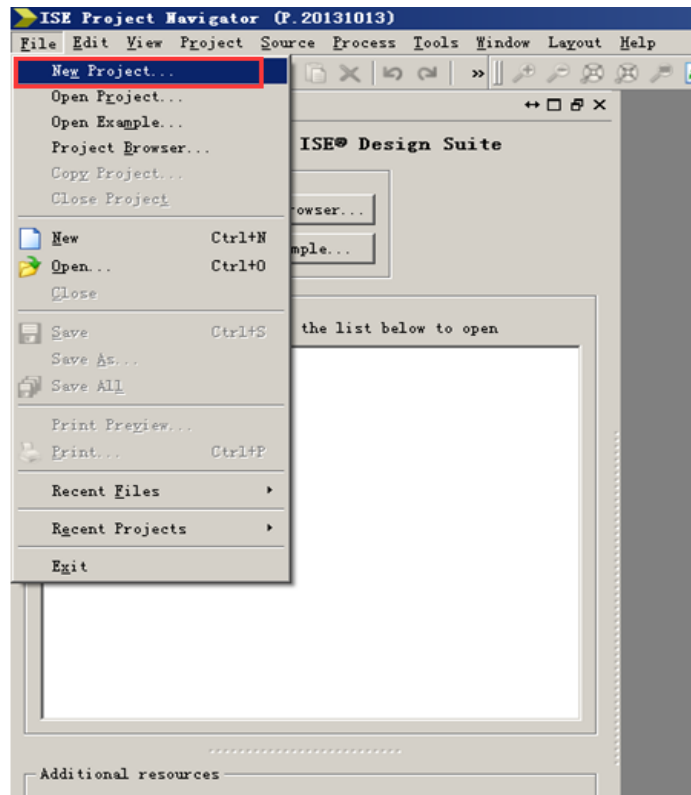 ISE Project Navigator (P.20131013)
File Edit View Project Source Process Tools Window Layout Help
New Project...
Open Project...
Open Example...
Project Browser...
ISE® Design Suite
Copy Project...
Close Project
owser...
New Ctrl+N
mple...
Open... Ctrl+O
Close
the list below to open
Save Ctrl+S
Save As...
Save All
Print Preview...
Print... Ctrl+P
Recent Files
Recent Projects
Exit
Additional resources